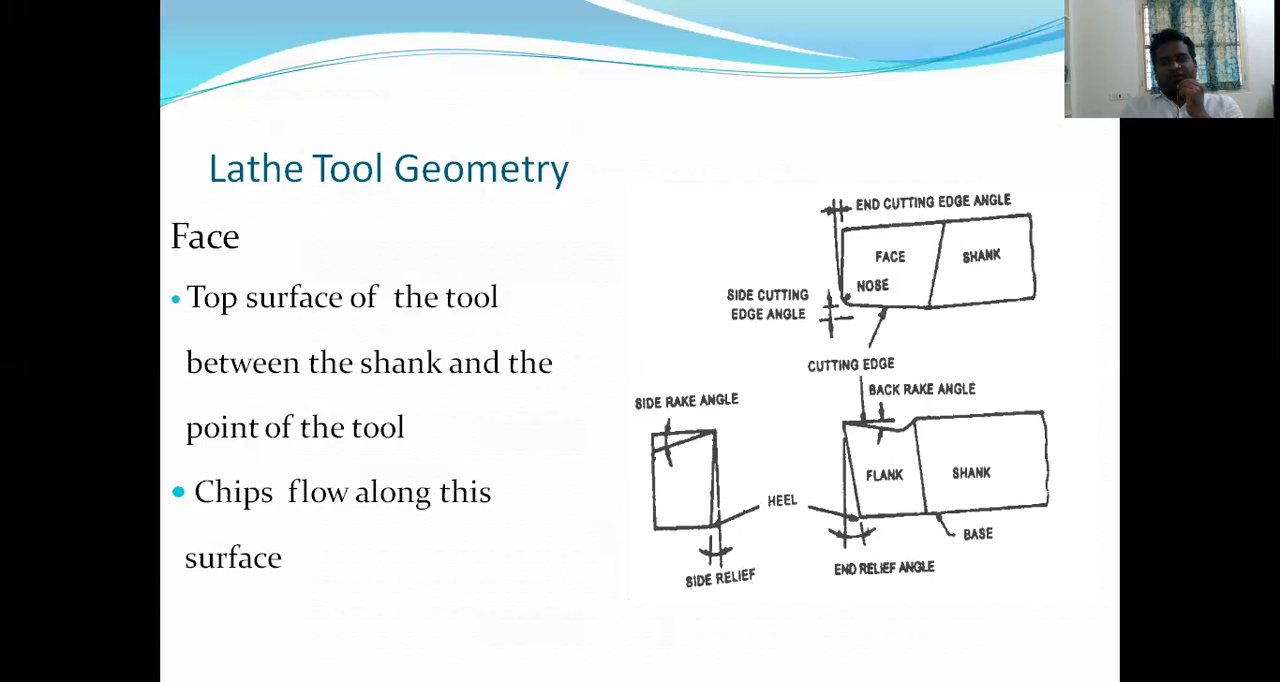 Lathe Tool Geometry
Face
• Top surface of the tool
between the shank and the
point of the tool
• Chips flow along this
surface
END CUTTING EDGE ANGLE
FACE
SHANK
NOSE
SIDE CUTTING
EDGE ANGLE
CUTTING EDGE
BACK RAKE ANGLE
SIDE RAKE ANGLE
FLANK
SHANK
HEEL
BASE
END RELIEF ANGLE
SIDE RELIEF